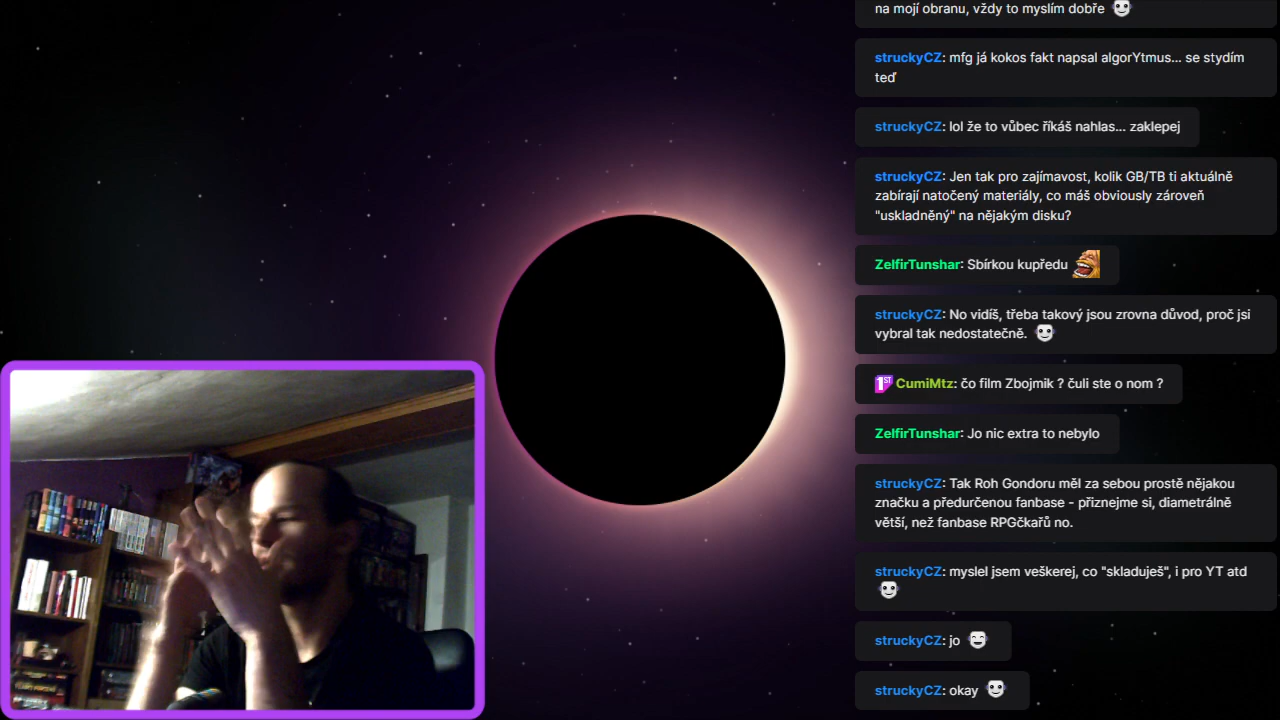 na mojí obranu, vždy to myslím dobře
struckyCZ: mfg já kokos fakt napsal algorYtmus... se stydím
teď
struckyCZ: lol že to vůbec říkáš nahlas... zaklepej
struckyCZ: Jen tak pro zajímavost, kolik GB/TB ti aktuálně
zabírají natočený materiály, co máš obviously zároveň
"uskladněný" na nějakým disku?
ZelfirTunshar: Sbírkou kupředu
struckyCZ: No vidíš, třeba takový jsou zrovna důvod, proč jsi
vybral tak nedostatečně.
1ST CumiMtz: čo film Zbojmik ? čuli ste o nom ?
ZelfirTunshar: Jo nic extra to nebylo
struckyCZ: Tak Roh Gondoru měl za sebou prostě nějakou
značku a předurčenou fanbase - přiznejme si, diametrálně
větší, než fanbase RPGčkařů no.
struckyCZ: myslel jsem veškerej, co "skladuješ", i pro YT atd
struckyCZ: jo
struckyCZ: okay